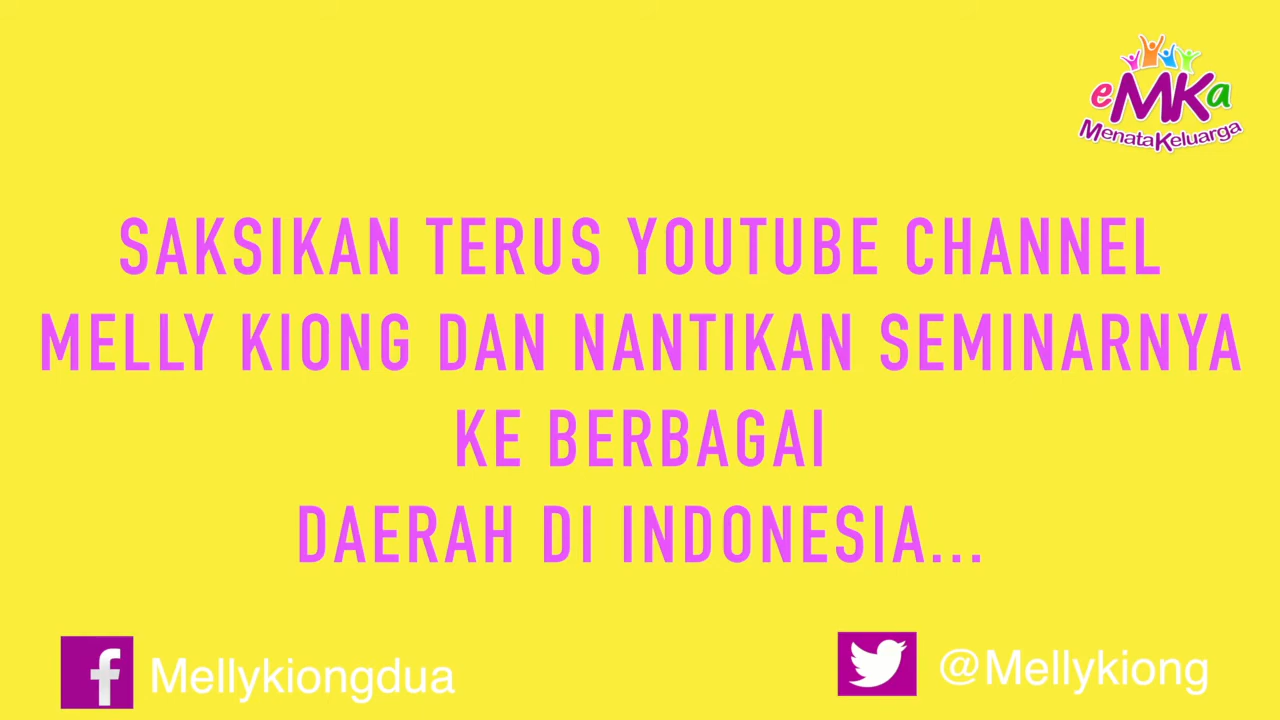 eMKa
MenataKeluarga
SAKSIKAN TERUS YOUTUBE CHANNEL
MELLY KIONG DAN NANTIKAN SEMINARNYA
KE BERBAGAI
DAERAH DI INDONESIA...
Mellykiongdua
@Mellykiong